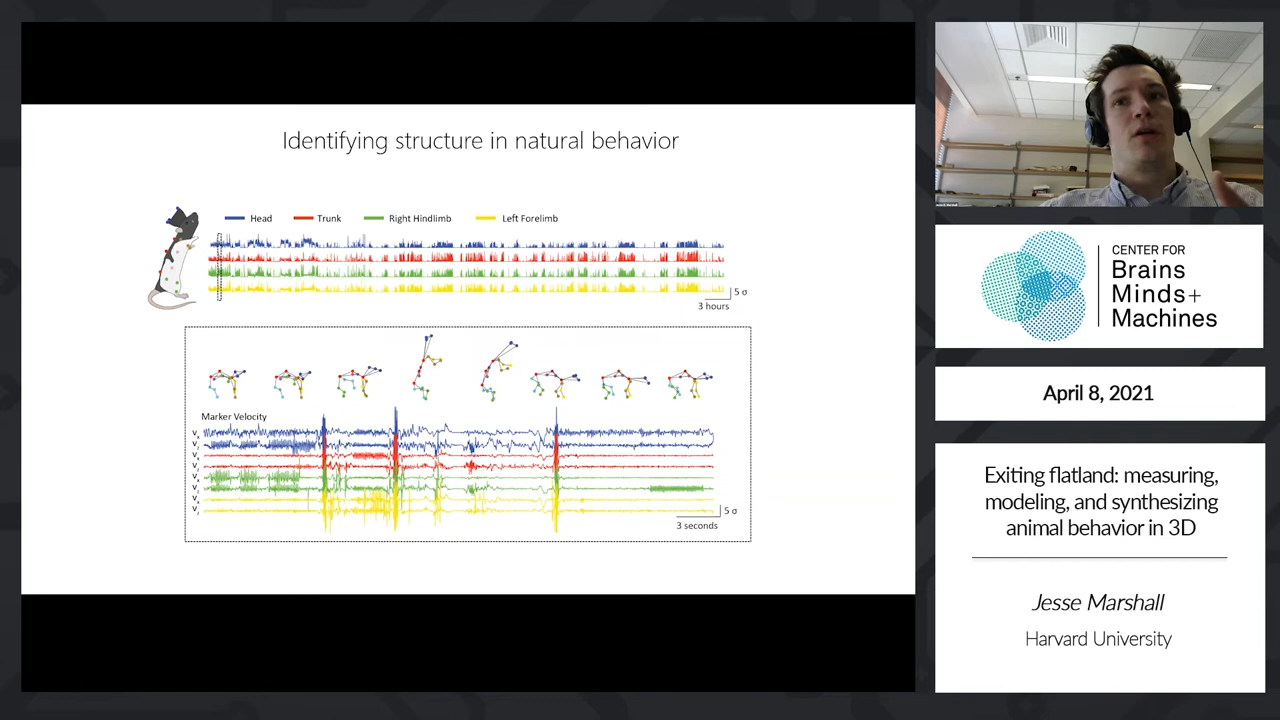 Identifying structure in natural behavior
Head
Trunk
Right Hindlimb
Left Forelimb
5 σ
3 hours
Marker Velocity
5 σ
3 seconds
CENTER FOR
Brains
Minds+
Machines
April 8, 2021
Exiting flatland: measuring,
modeling, and synthesizing
animal behavior in 3D
Jesse Marshall
Harvard University